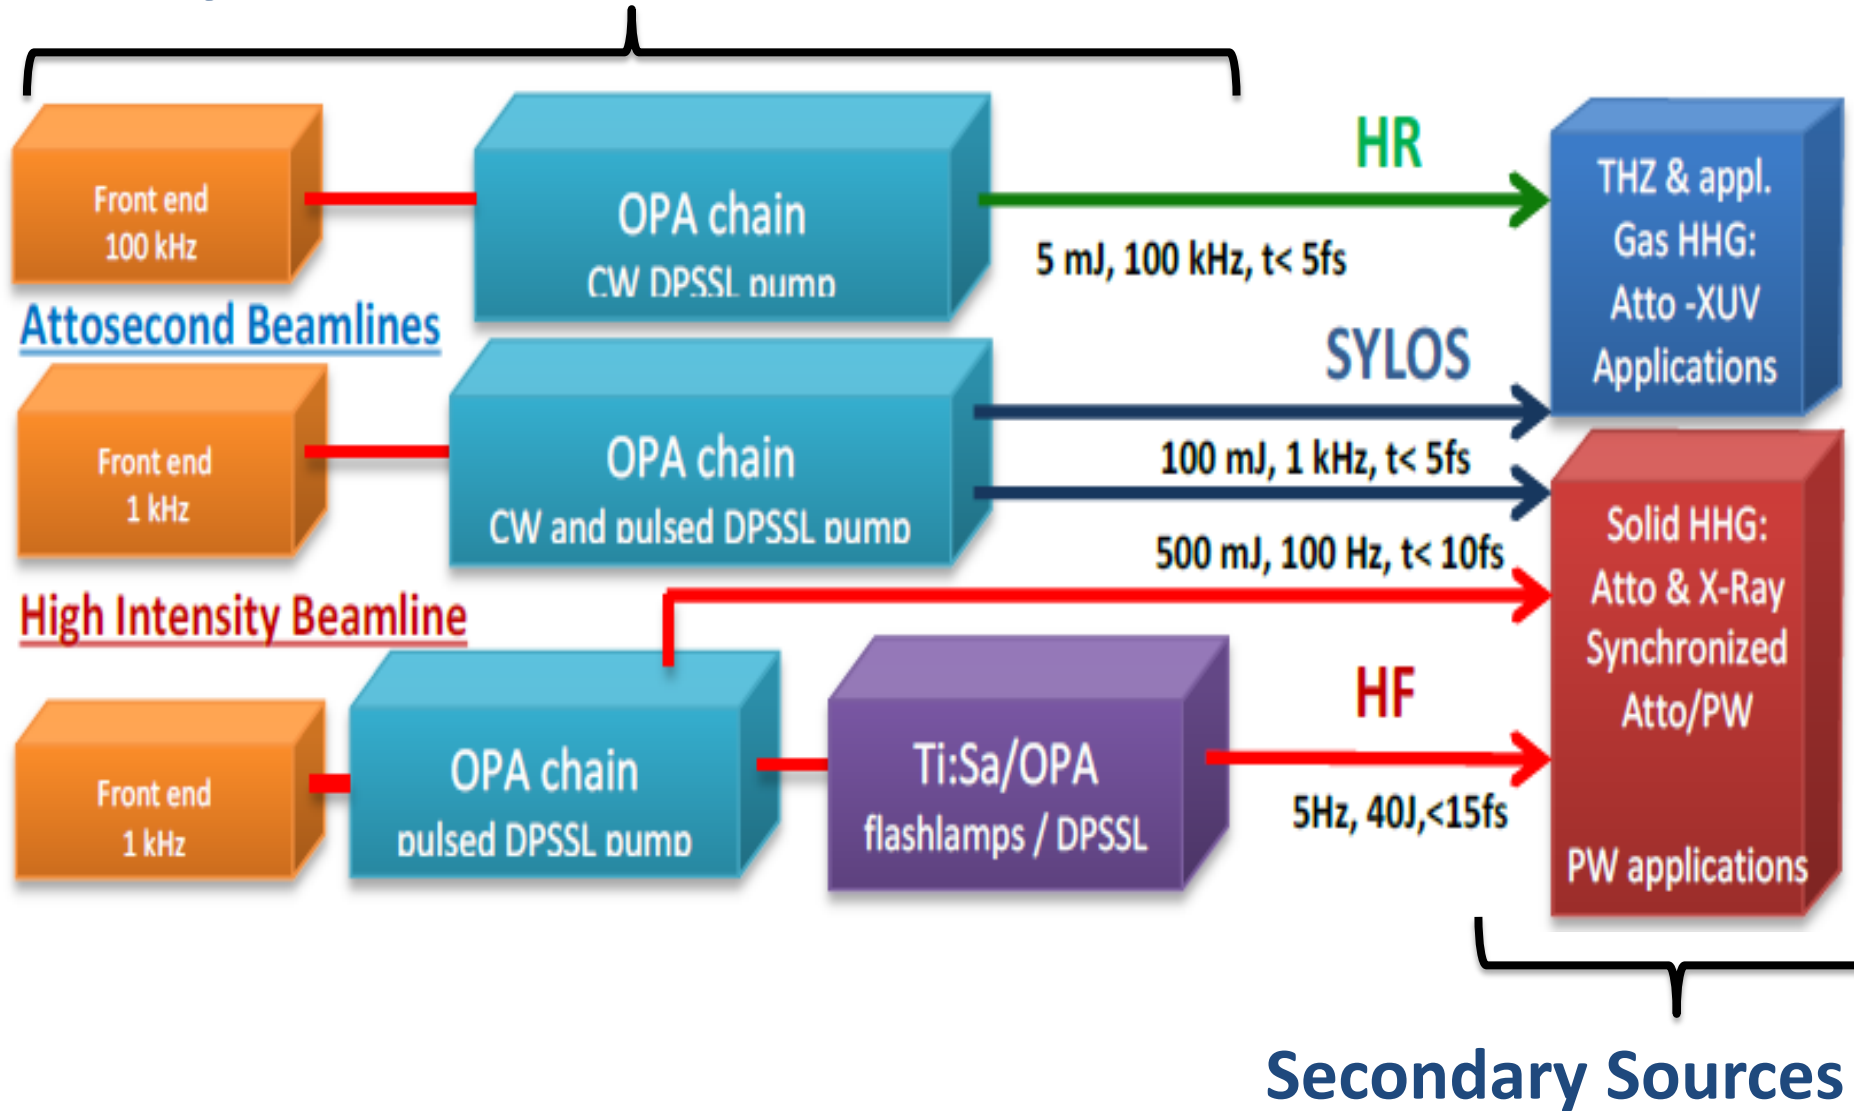 Front end
100 kHz
OPA chain
CW DPSSL pump
HR
5 mJ, 100 kHz, t< 5fs
THZ & appl.
Gas HHG:
Atto -XUV
Applications
Attosecond Beamlines
Front end
1 kHz
OPA chain
CW and pulsed DPSSL pump
SYLOS
100 mJ, 1 kHz, t< 5fs
500 mJ, 100 Hz, t< 10fs
Solid HHG:
Atto & X-Ray
Synchronized
Atto/PW
PW applications
High Intensity Beamline
Front end
1 kHz
OPA chain
pulsed DPSSL pump
Ti:Sa/OPA
flashlamps / DPSSL
HF
5Hz, 40J,<15fs
Secondary Sources